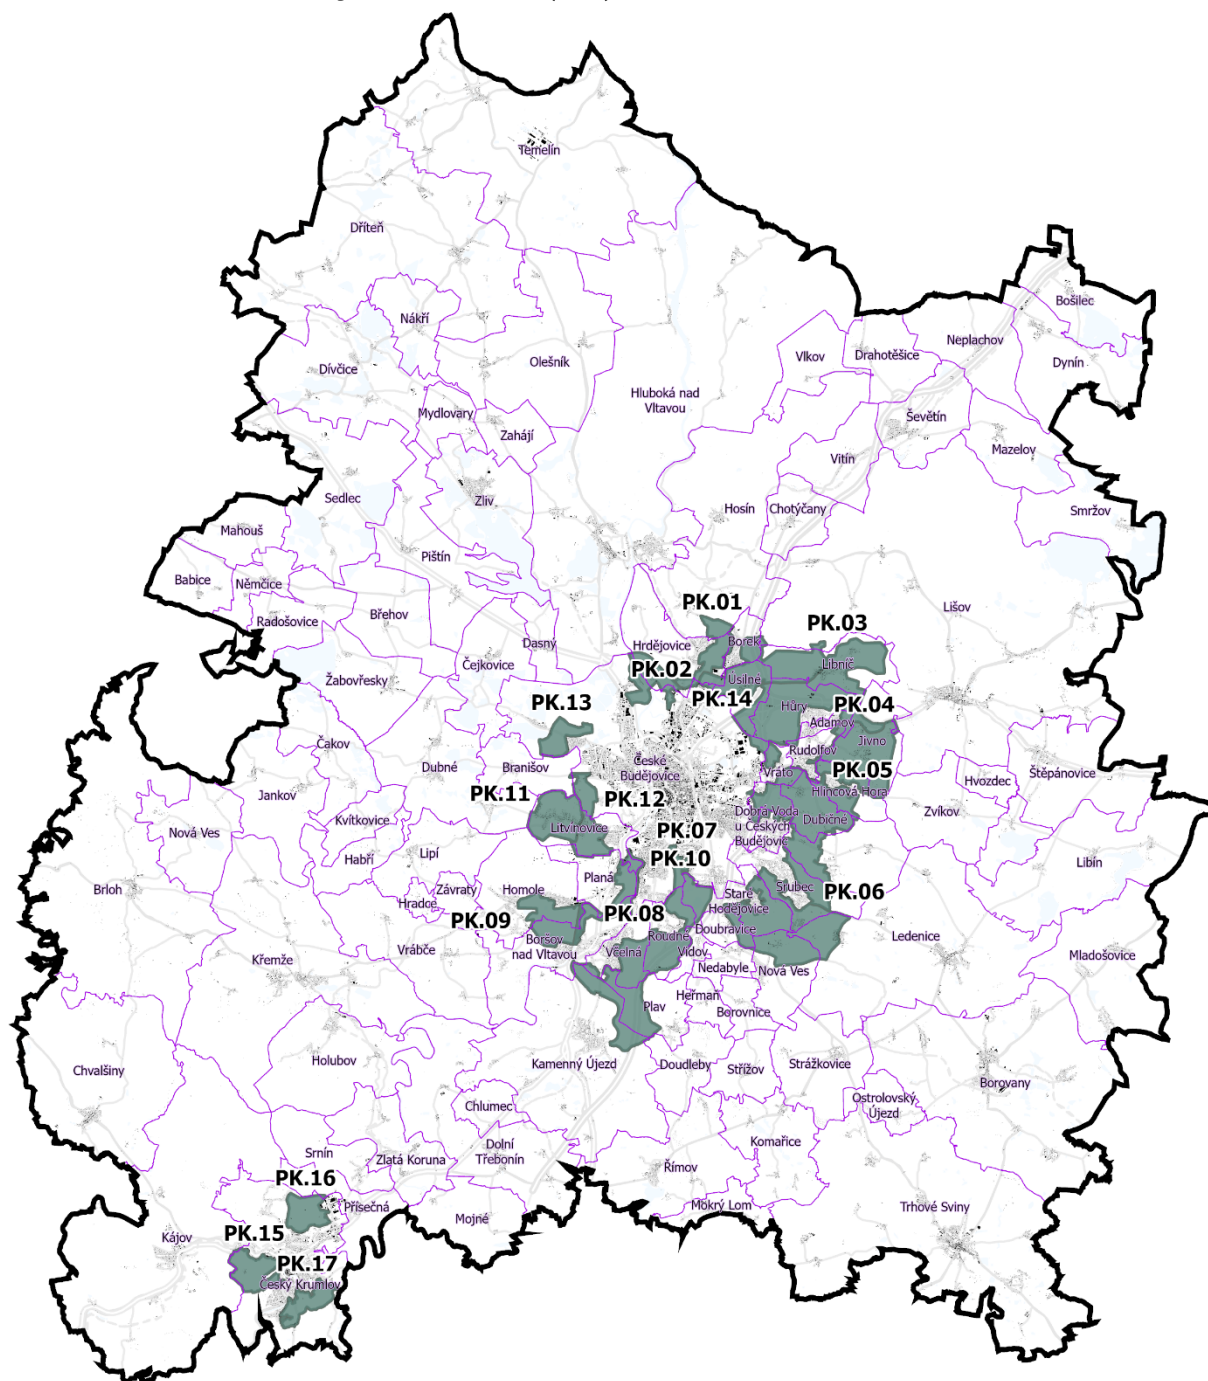 Temelín
Dříteň
Bošilec
Nákří
Neplachov
Drahotěšice
Vlkov
Olešník
Dynín
Dívčice
Hluboká nad
Vltavou
Mydlovary
Ševětín
Zahájí
Mazelov
Vitín
Zliv
Sedlec
Hosín
Chotýčany
Smržov
Mahouš
Pištín
Babice
Němčice
Lišov
Břehov
Radošovice
PK.01
PK.03
Dasný
Hrdějovice
Borek
Čejkovice
PK.02
Libníč
Žabovřesky
Úsilné
PK.13
PK.14
Hůry
PK.04
Adamov
Čakov
Jivno
Rudolfov
Dubné
Branišov
České
Budějovice
Vráto
PK.05
Štěpánovice
Hvozdec
Jankov
PK.11
PK.12
Hlincová Hora
Nová Ves
Kvítkovice
Litvínovice
PK.07
Dobrá Voda
u Českých
Budějovic
Dubičné
Zvíkov
Habří
Lipí
PK.10
Libín
Brloh
Planá
Závraty
Homole
Srubec
PK.06
Hradce
Staré
Hodějovice
PK.09
PK.08
Doubravice
Roudné
Ledenice
Boršov
nad Vltavou
Včelná
Vidov
Vrábče
Mladošovice
Křemže
Nedabyle
Nová Ves
Heřmaň
Plav
Borovnice
Holubov
Kamenný Újezd
Doudleby
Střížov
Strážkovice
Chvalšiny
Borovany
Ostrolovský
Újezd
Chlumec
Komařice
Dolní
Třebonín
Srnín
Zlatá Koruna
Římov
PK.16
Přísečná
Mokrý Lom
Trhové Sviny
Mojné
PK.15
Kájov
PK.17
Český Krumlov